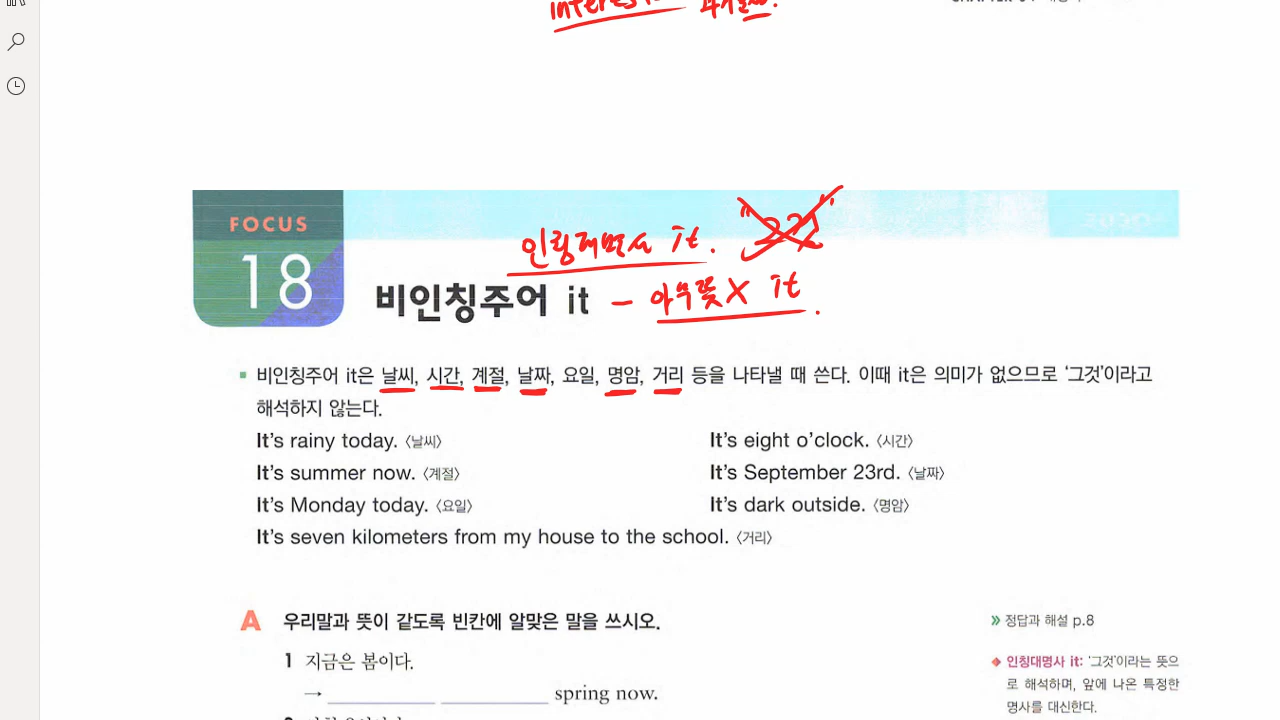 FOCUS
18
인칭대명사 it.
비인칭주어 it - 아무 뜻 X it.
비인칭주어 it은 날씨, 시간, 계절, 날짜, 요일, 명암, 거리 등을 나타낼 때 쓴다. 이때 it은 의미가 없으므로 ‘그것’이라고
해석하지 않는다.
It’s rainy today. 〈날씨〉 It’s eight o’clock. 〈시간〉
It’s summer now. 〈계절〉 It’s September 23rd. 〈날짜〉
It’s Monday today. 〈요일〉 It’s dark outside. 〈명암〉
It’s seven kilometers from my house to the school. 〈거리〉
A 우리말과 뜻이 같도록 빈칸에 알맞은 말을 쓰시오.
» 정답과 해설 p.8
1 지금은 봄이다.
→ ________ ________ spring now.
인칭대명사 it: ‘그것’이라는 뜻으
로 해석하며, 앞에 나온 특정한
명사를 대신한다.